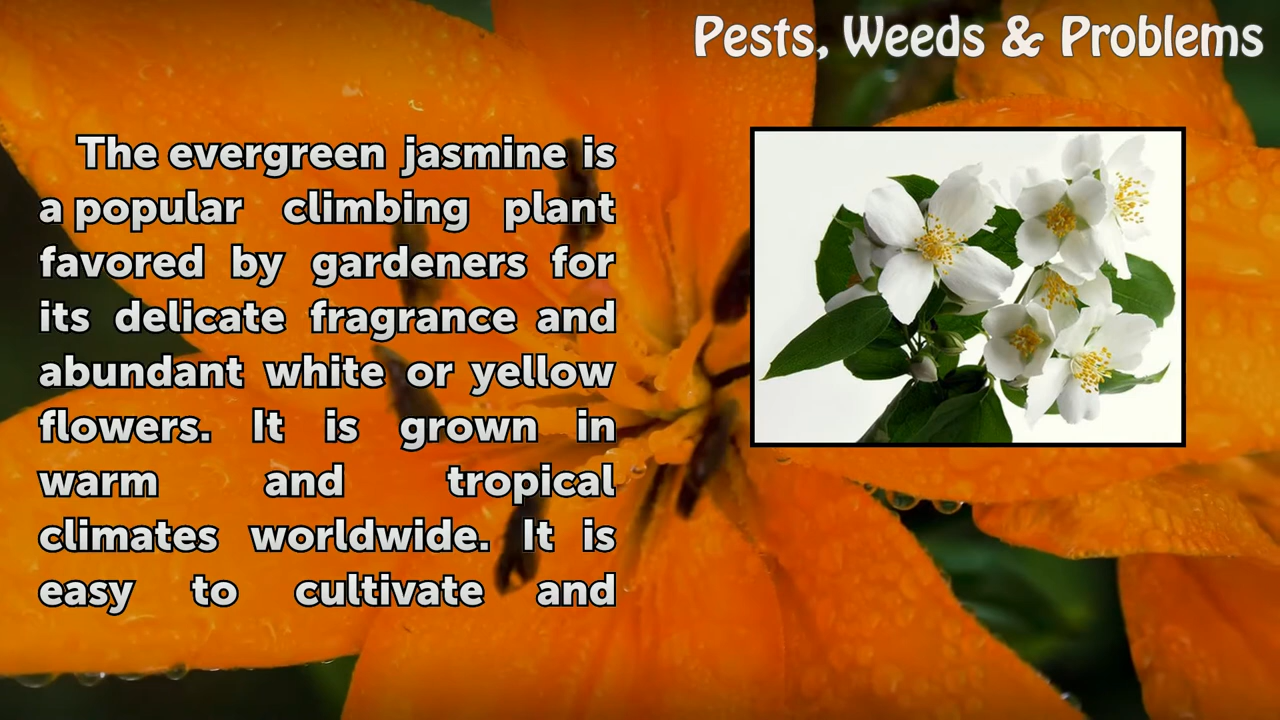 Pests, Weeds & Problems
The evergreen jasmine is
a popular climbing plant
favored by gardeners for
its delicate fragrance and
abundant white or yellow
flowers. It is grown in
warm and tropical
climates worldwide. It is
easy to cultivate and